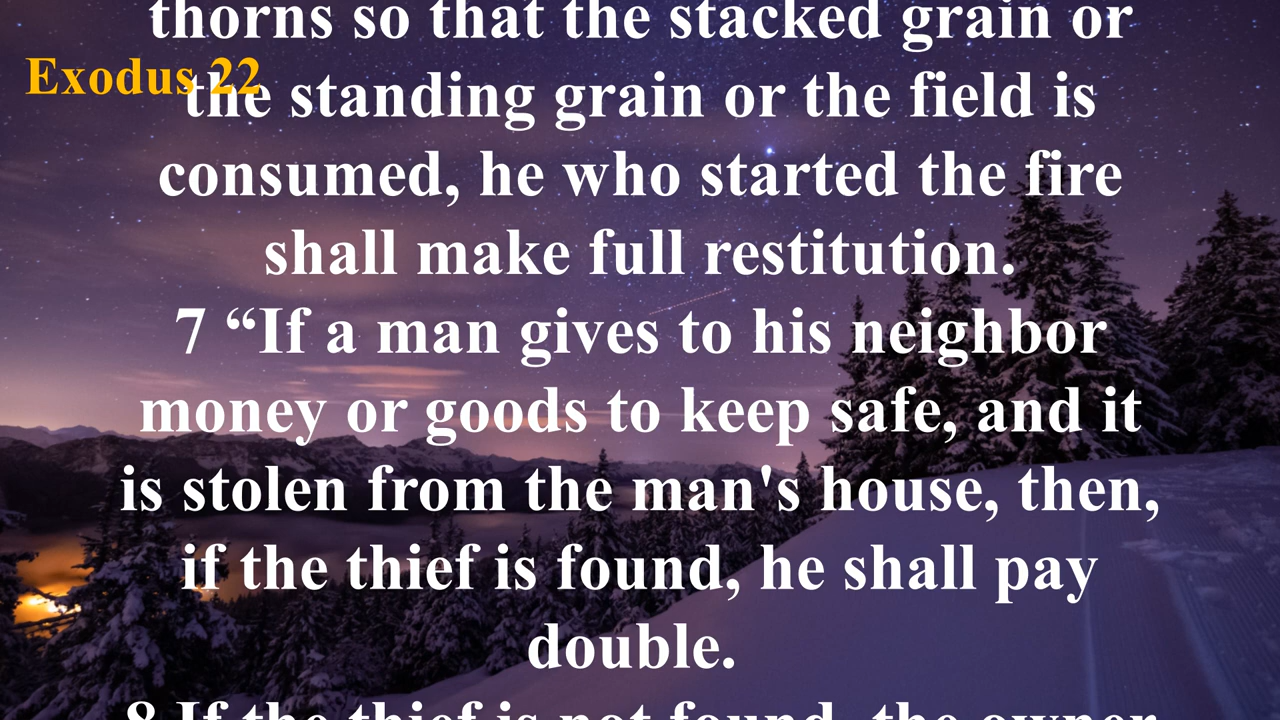 thorns so that the stacked grain or
Exodus 22
the standing grain or the field is
consumed, he who started the fire
shall make full restitution.
7 “If a man gives to his neighbor
money or goods to keep safe, and it
is stolen from the man's house, then,
if the thief is found, he shall pay
double.
8 If the thief is not found, the owner